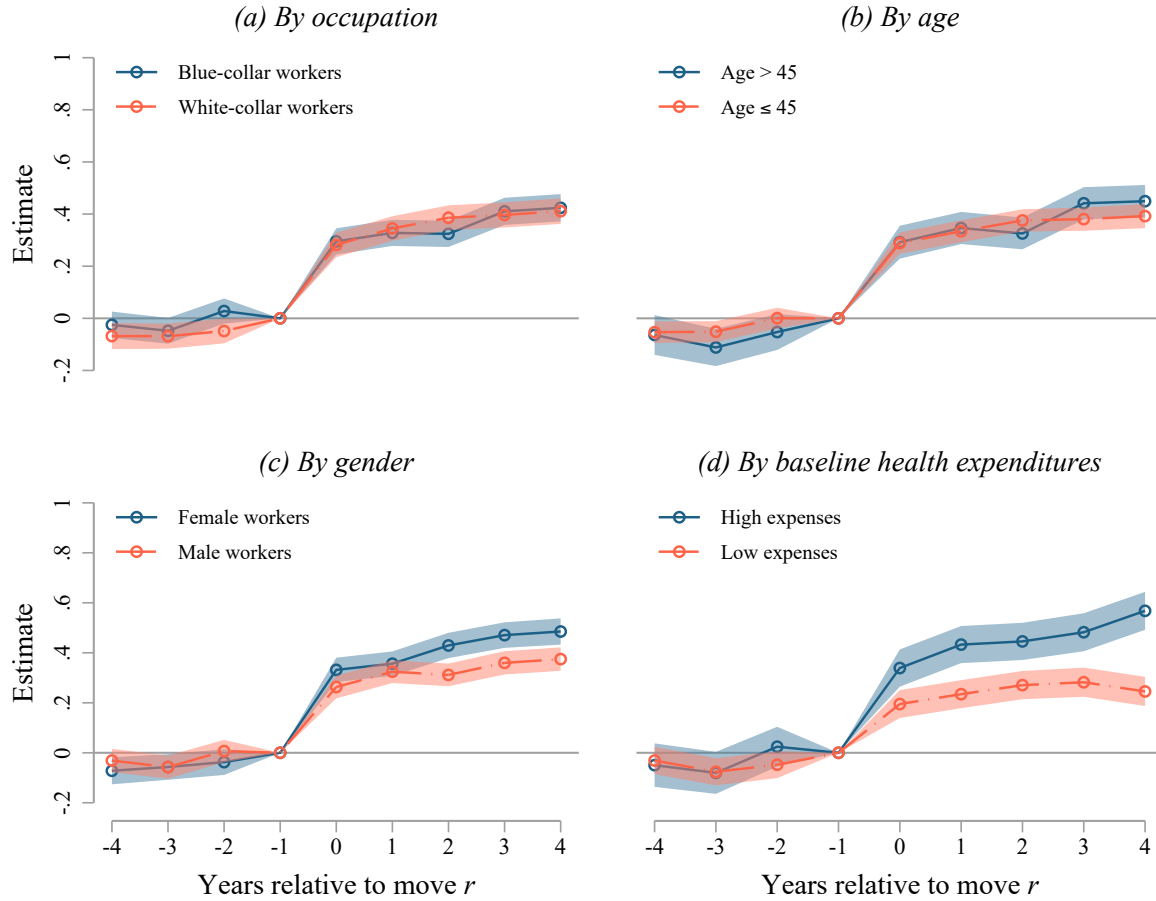 (a) By occupation
(b) By age
Blue-collar workers
White-collar workers
Age > 45
Age ≤ 45
Estimate
1
.8
.6
.4
.2
0
-.2
(c) By gender
(d) By baseline health expenditures
Female workers
Male workers
High expenses
Low expenses
Estimate
1
.8
.6
.4
.2
0
-.2
-4 -3 -2 -1 0 1 2 3 4
-4 -3 -2 -1 0 1 2 3 4
Years relative to move r
Years relative to move r